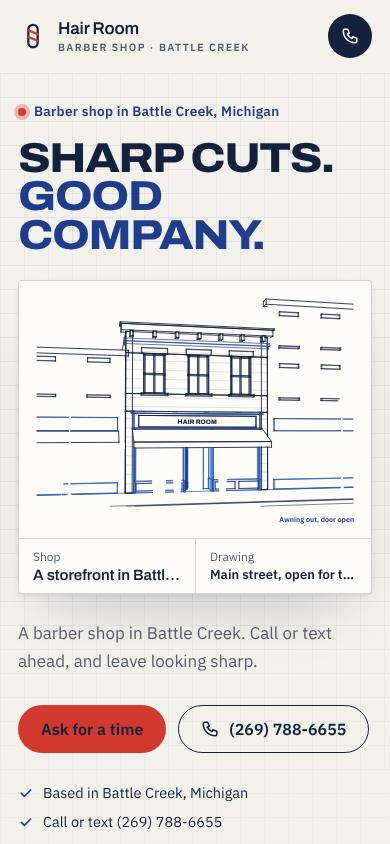 Hair Room
BARBER SHOP · BATTLE CREEK
Barber shop in Battle Creek, Michigan
SHARP CUTS.
GOOD
COMPANY.
HAIR ROOM
Awning out, door open
Shop
A storefront in Battl...
Drawing
Main street, open for t...
A barber shop in Battle Creek. Call or text
ahead, and leave looking sharp.
Ask for a time
(269) 788-6655
Based in Battle Creek, Michigan
Call or text (269) 788-6655